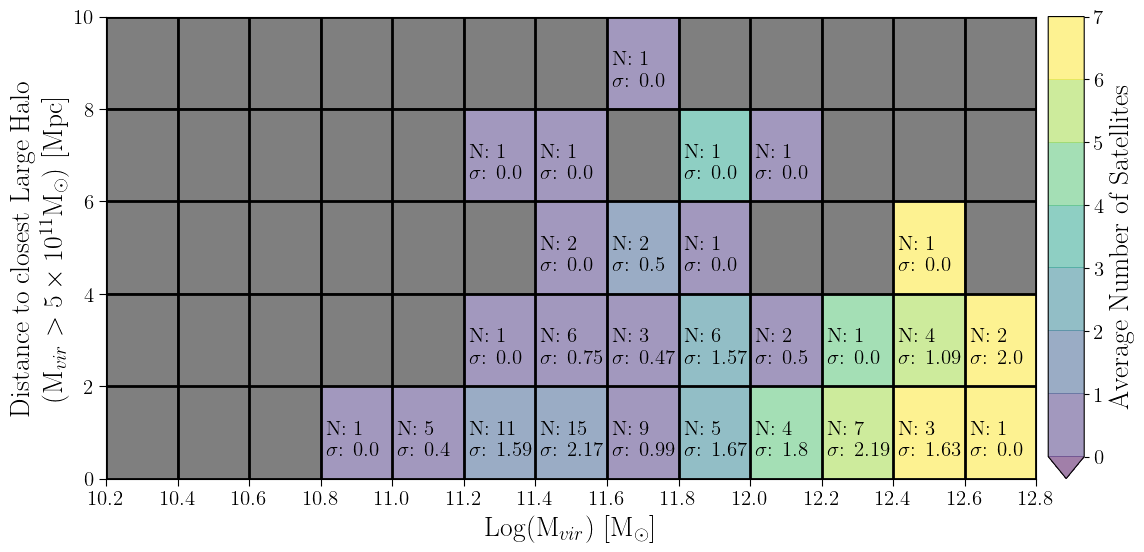 10
8
6
4
2
0
Distance to closest Large Halo
(M_vir > 5 × 10^11 M_⊙) [Mpc]
N: 1
σ: 0.0
N: 1
σ: 0.0
N: 1
σ: 0.0
N: 1
σ: 0.0
N: 1
σ: 0.0
N: 2
σ: 0.0
N: 2
σ: 0.5
N: 1
σ: 0.0
N: 1
σ: 0.0
N: 1
σ: 0.0
N: 6
σ: 0.75
N: 3
σ: 0.47
N: 6
σ: 1.57
N: 2
σ: 0.5
N: 1
σ: 0.0
N: 4
σ: 1.09
N: 2
σ: 2.0
N: 1
σ: 0.0
N: 5
σ: 0.4
N: 11
σ: 1.59
N: 15
σ: 2.17
N: 9
σ: 0.99
N: 5
σ: 1.67
N: 4
σ: 1.8
N: 7
σ: 2.19
N: 3
σ: 1.63
N: 1
σ: 0.0
10.2 10.4 10.6 10.8 11.0 11.2 11.4 11.6 11.8 12.0 12.2 12.4 12.6 12.8
Log(M_vir) [M_⊙]
7
6
5
4
3
2
1
0
Average Number of Satellites